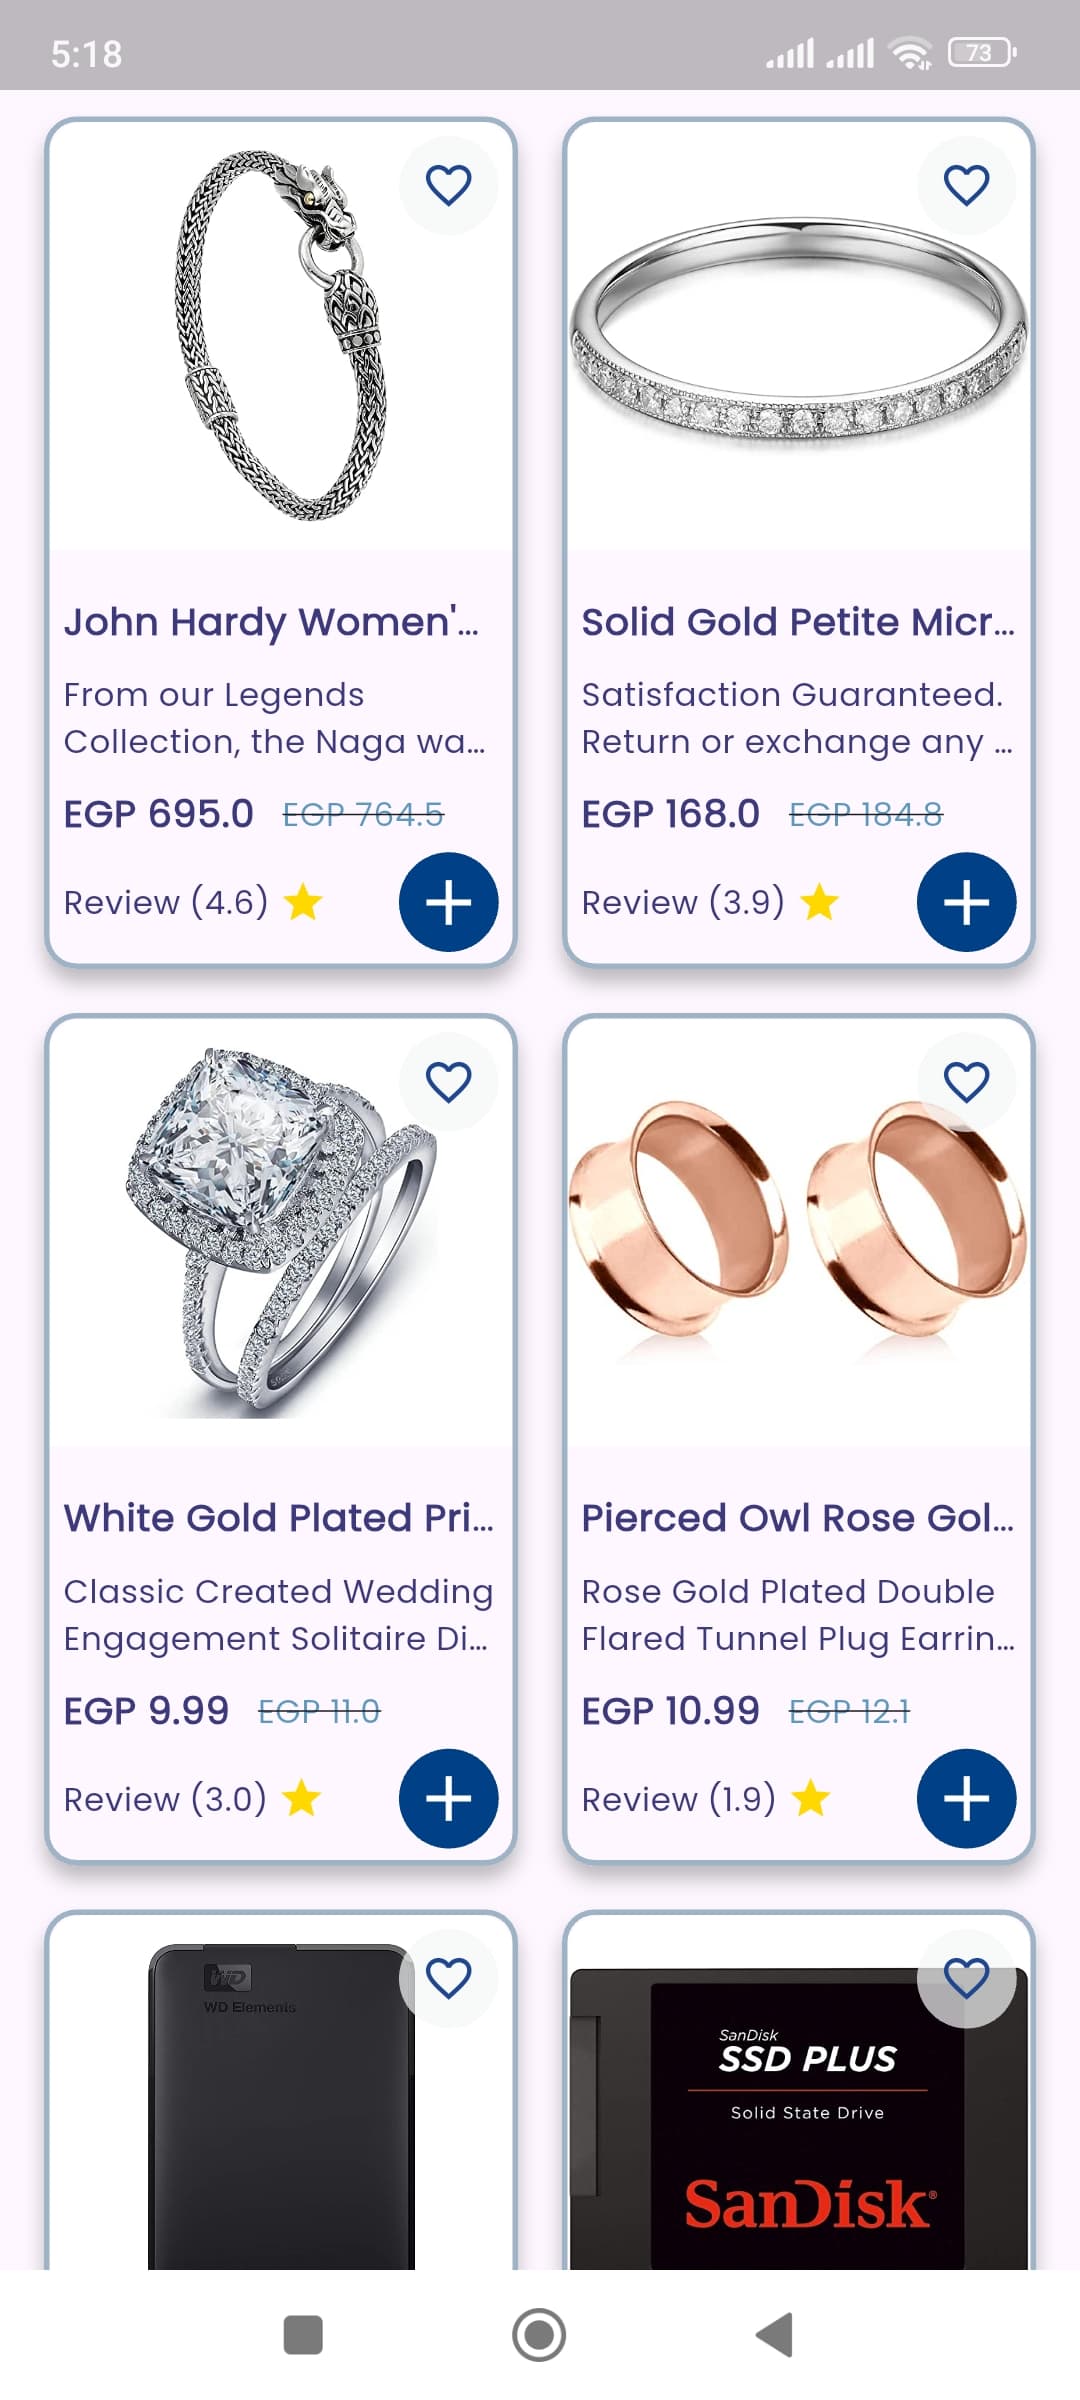 5:18
73
John Hardy Women'...
From our Legends
Collection, the Naga wa...
EGP 695.0 EGP 764.5
Review (4.6)
Solid Gold Petite Micr...
Satisfaction Guaranteed.
Return or exchange any ...
EGP 168.0 EGP 184.8
Review (3.9)
White Gold Plated Pri...
Classic Created Wedding
Engagement Solitaire Di...
EGP 9.99 EGP 11.0
Review (3.0)
Pierced Owl Rose Gol...
Rose Gold Plated Double
Flared Tunnel Plug Earrin...
EGP 10.99 EGP 12.1
Review (1.9)
WD
WD Elements
SanDisk
SSD PLUS
Solid State Drive
SanDisk®